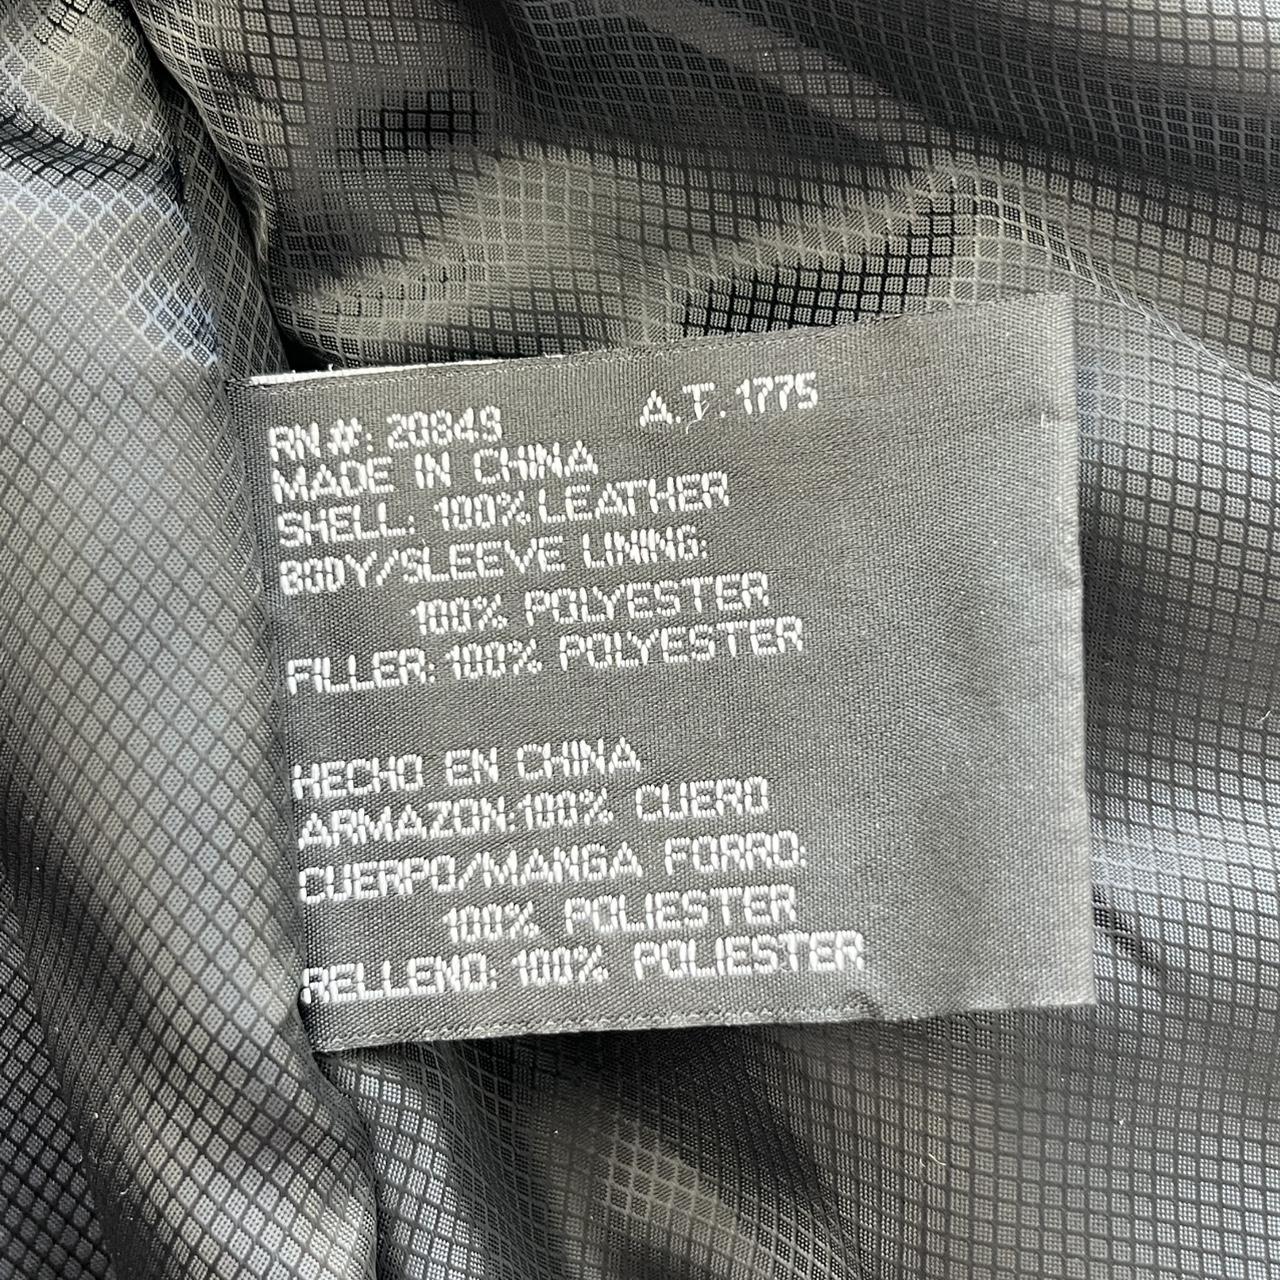 RN#: 20849 A.T. 1775
MADE IN CHINA
SHELL: 100% LEATHER
BODY/SLEEVE LINING:
100% POLYESTER
FILLER: 100% POLYESTER
HECHO EN CHINA
ARMAZON:100% CUERO
CUERPO/MANGA FORRO:
100% POLIESTER
RELLENO: 100% POLIESTER